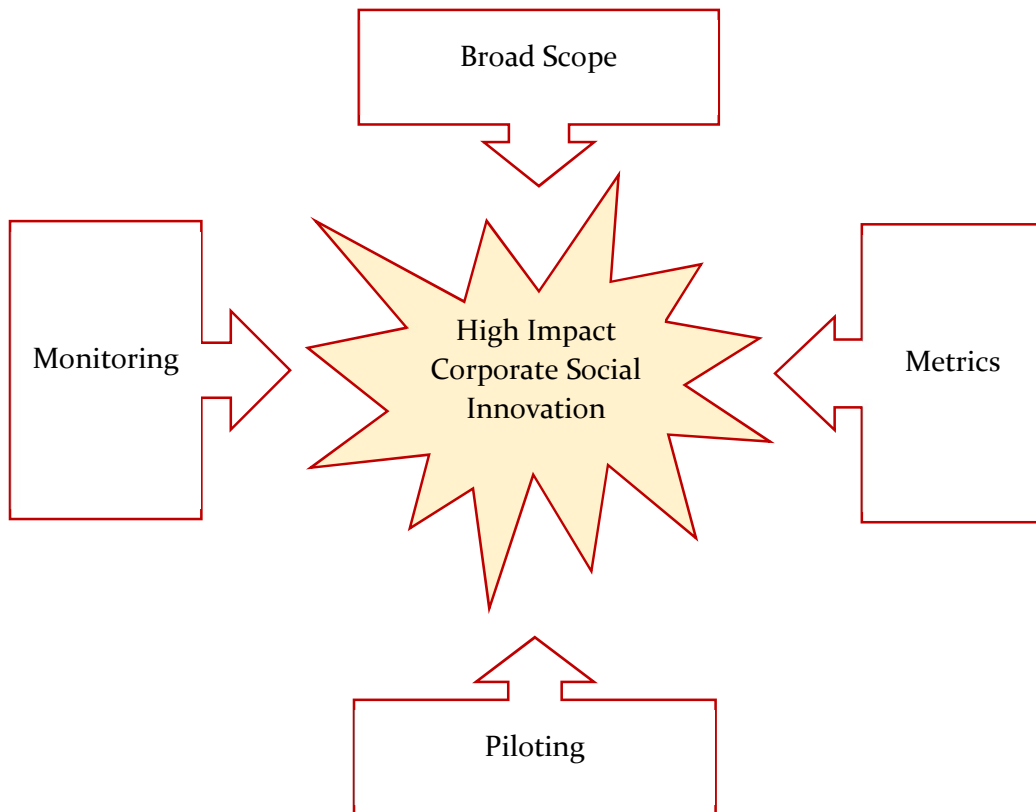 Broad Scope
High Impact
Corporate Social
Innovation
Monitoring
Metrics
Piloting